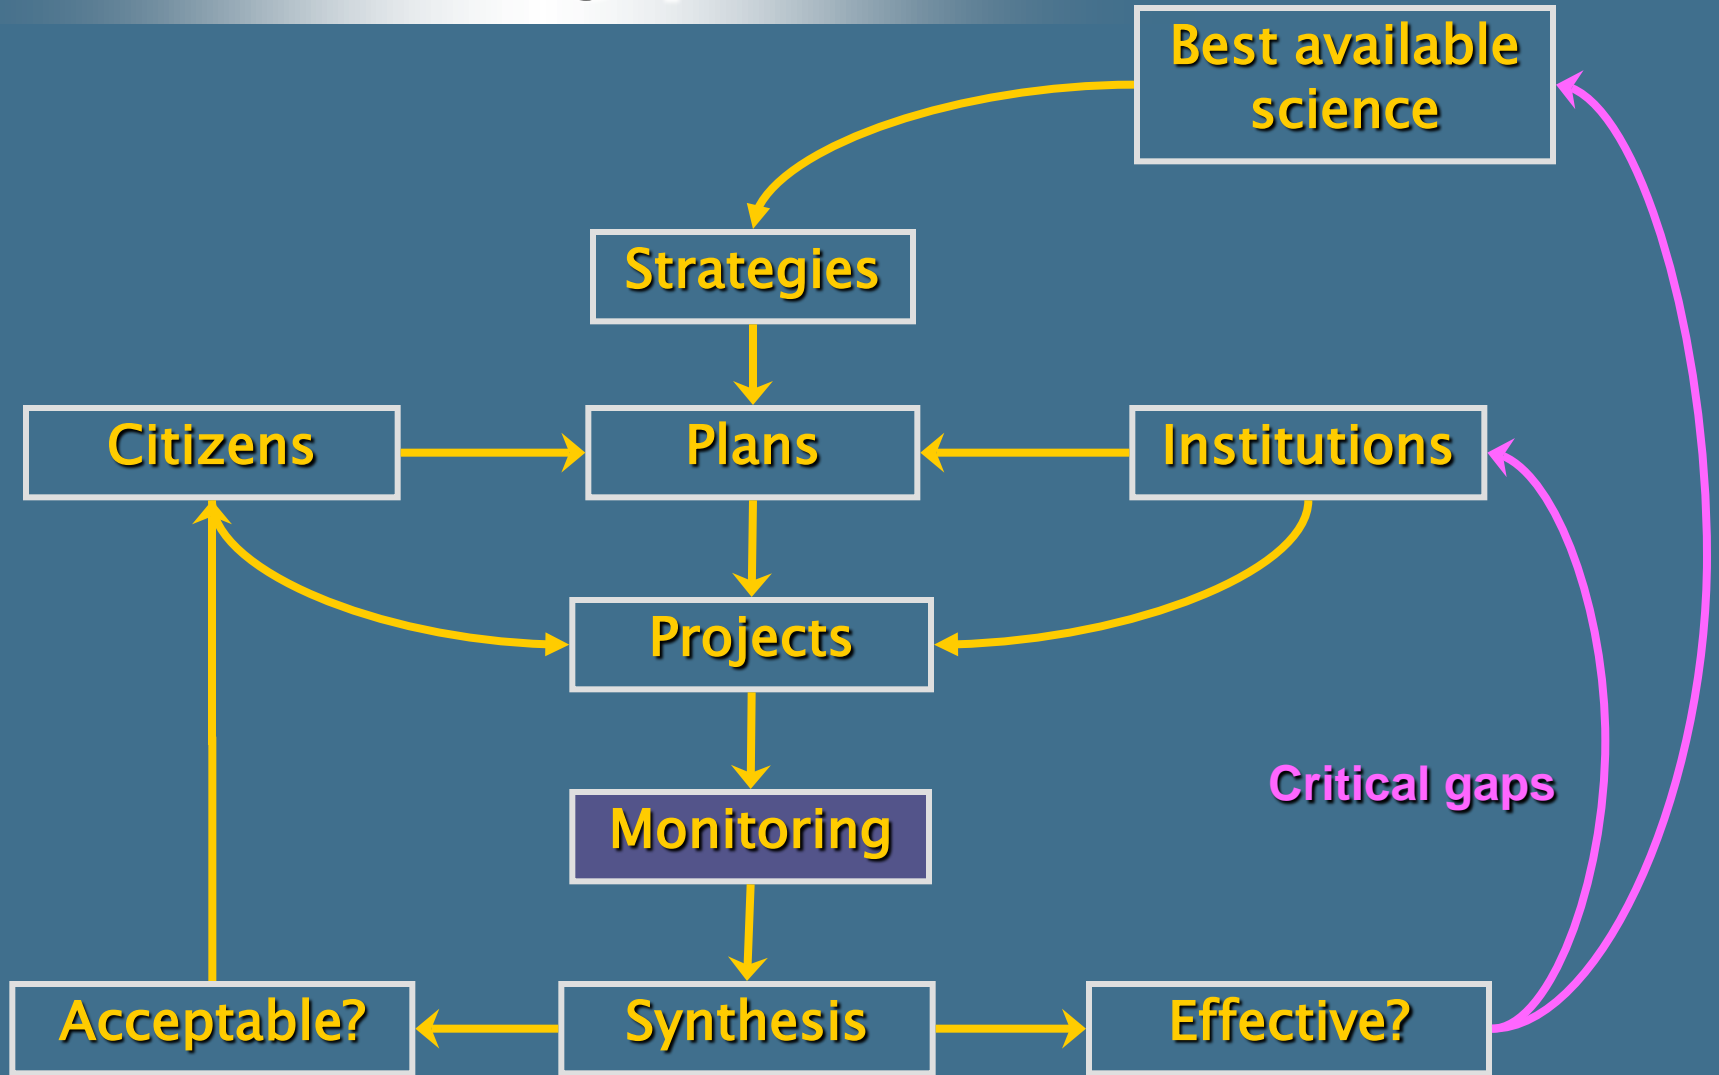 Best available
science
Strategies
Citizens
Plans
Institutions
Projects
Critical gaps
Monitoring
Acceptable?
Synthesis
Effective?